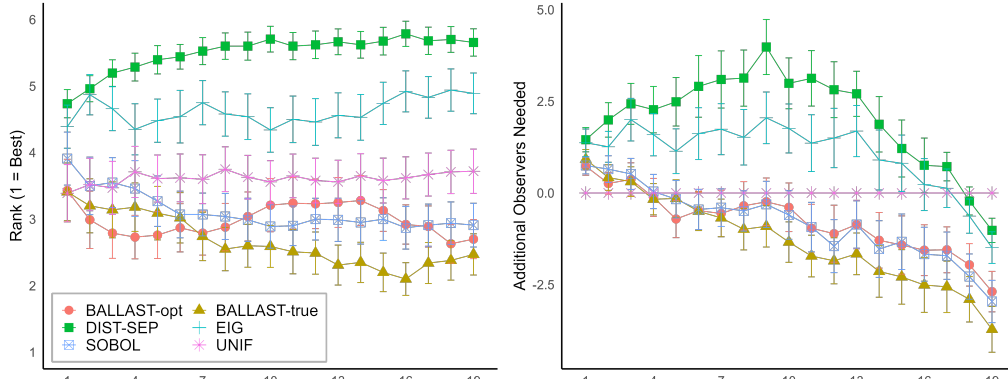 6
5
4
3
2
1
Rank (1 = Best)
BALLAST-opt
BALLAST-true
DIST-SEP
EIG
SOBOL
UNIF
5.0
2.5
0.0
-2.5
Additional Observers Needed